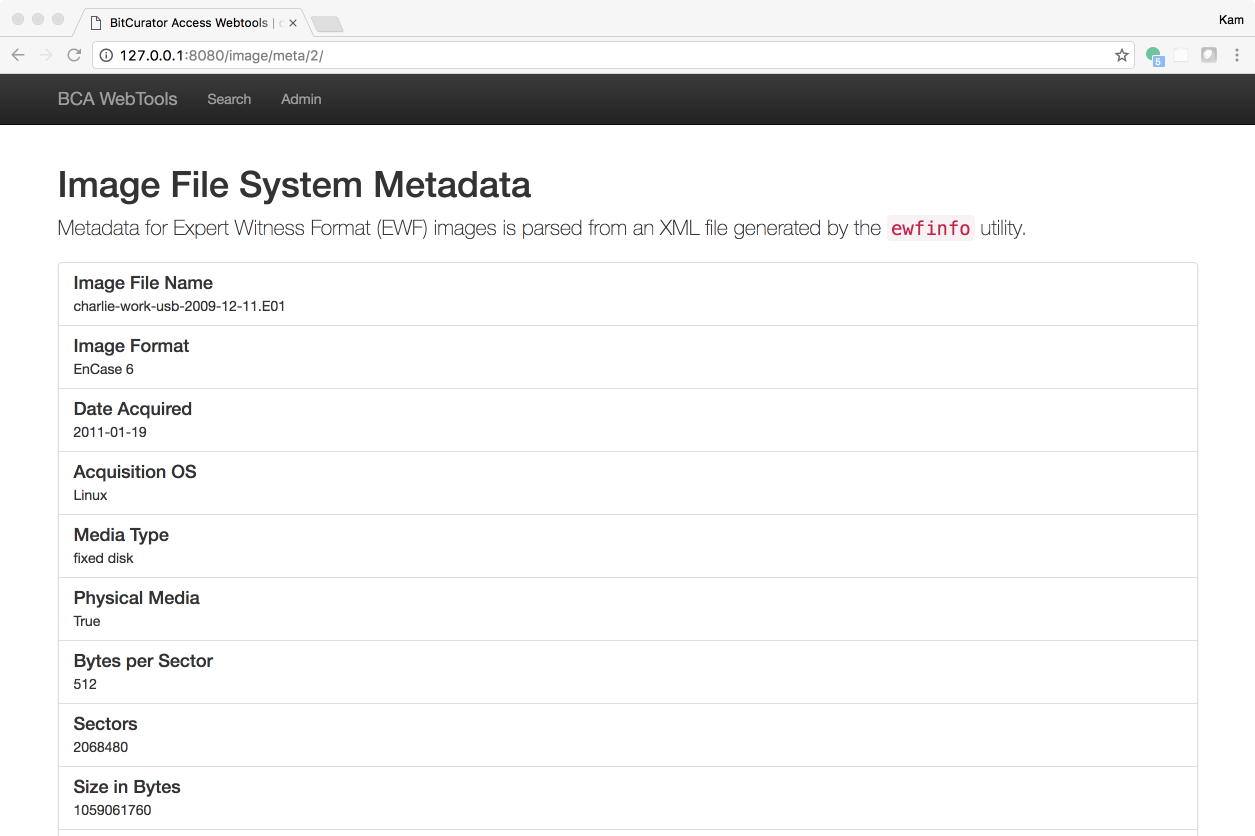 BitCurator Access Webtools |
Kam
127.0.0.1:8080/image/meta/2/
5
BCA WebTools
Search
Admin
Image File System Metadata
Metadata for Expert Witness Format (EWF) images is parsed from an XML file generated by the ewfinfo utility.
Image File Name
charlie-work-usb-2009-12-11.E01
Image Format
EnCase 6
Date Acquired
2011-01-19
Acquisition OS
Linux
Media Type
fixed disk
Physical Media
True
Bytes per Sector
512
Sectors
2068480
Size in Bytes
1059061760